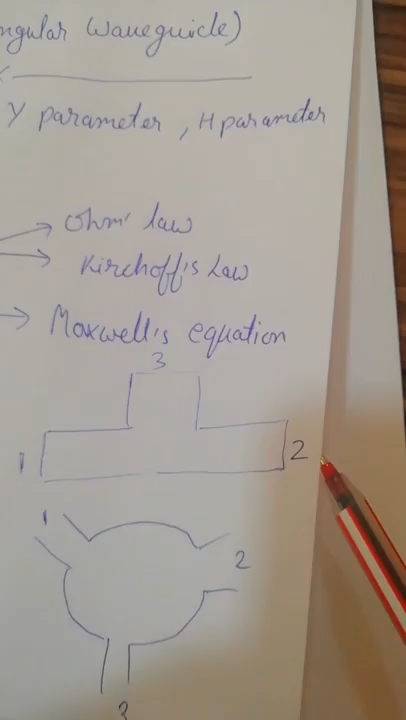 ngular Waveguide)
Y parameter , H parameter
Ohm' law
Kirchoff's Law
Maxwell's equation
3
1
2
1
2
3